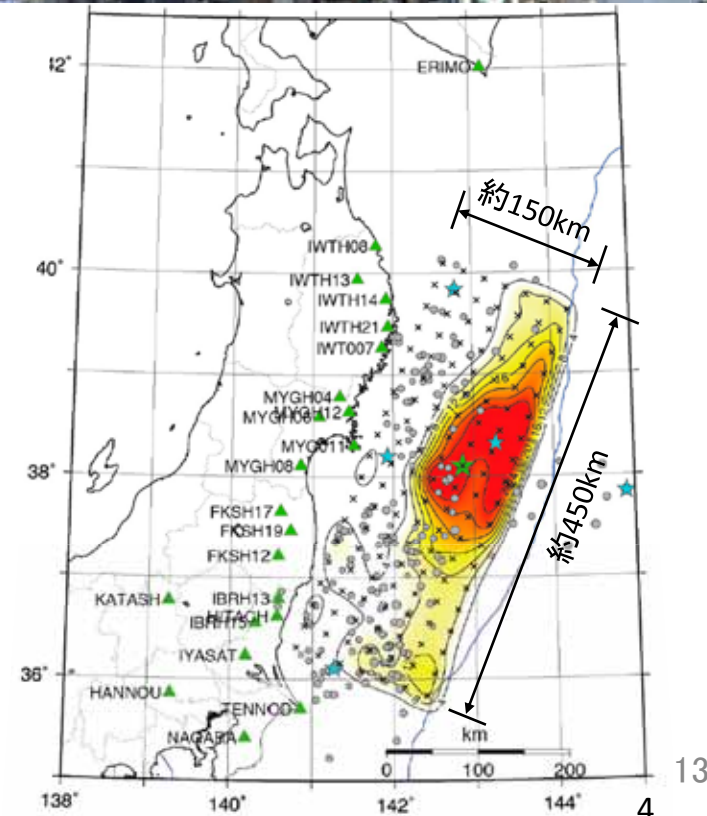 42°
ERIMO
約150km
IWTH08
40°
IWTH13
IWTH14
IWTH21
IWT007
MYGH04
MYGH12
MYGH06
MYG011
38°
MYGH08
約450km
FKSH17
FKSH19
FKSH12
KATASH
IBRH13
HITACH
IBRH15
IYASAT
36°
HANNOU
TENNOD
NAGARA
km
0 100 200
138° 140° 142° 144°
13
4